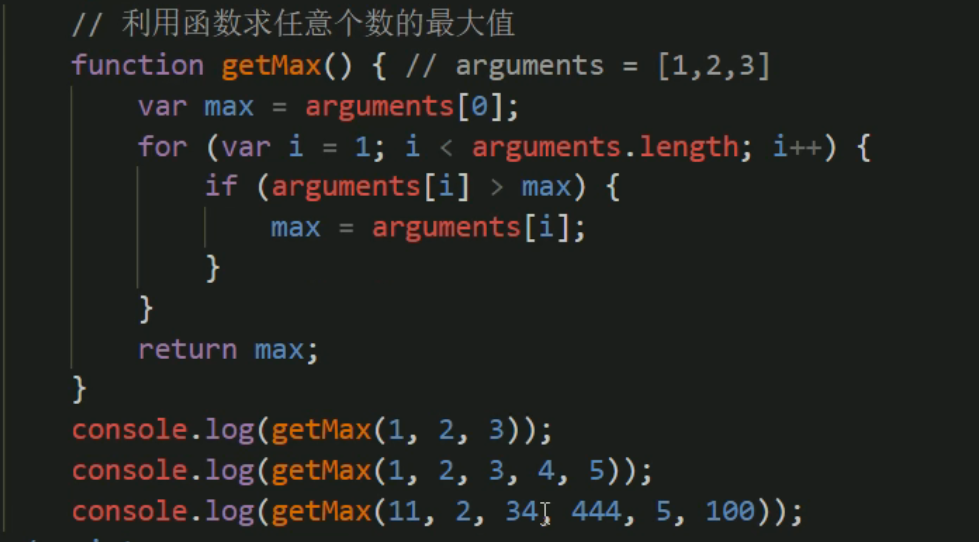 // 利用函数求任意个数的最大值
function getMax() { // arguments = [1,2,3]
var max = arguments[0];
for (var i = 1; i < arguments.length; i++) {
if (arguments[i] > max) {
max = arguments[i];
}
}
return max;
}
console.log(getMax(1, 2, 3));
console.log(getMax(1, 2, 3, 4, 5));
console.log(getMax(11, 2, 34, 444, 5, 100));